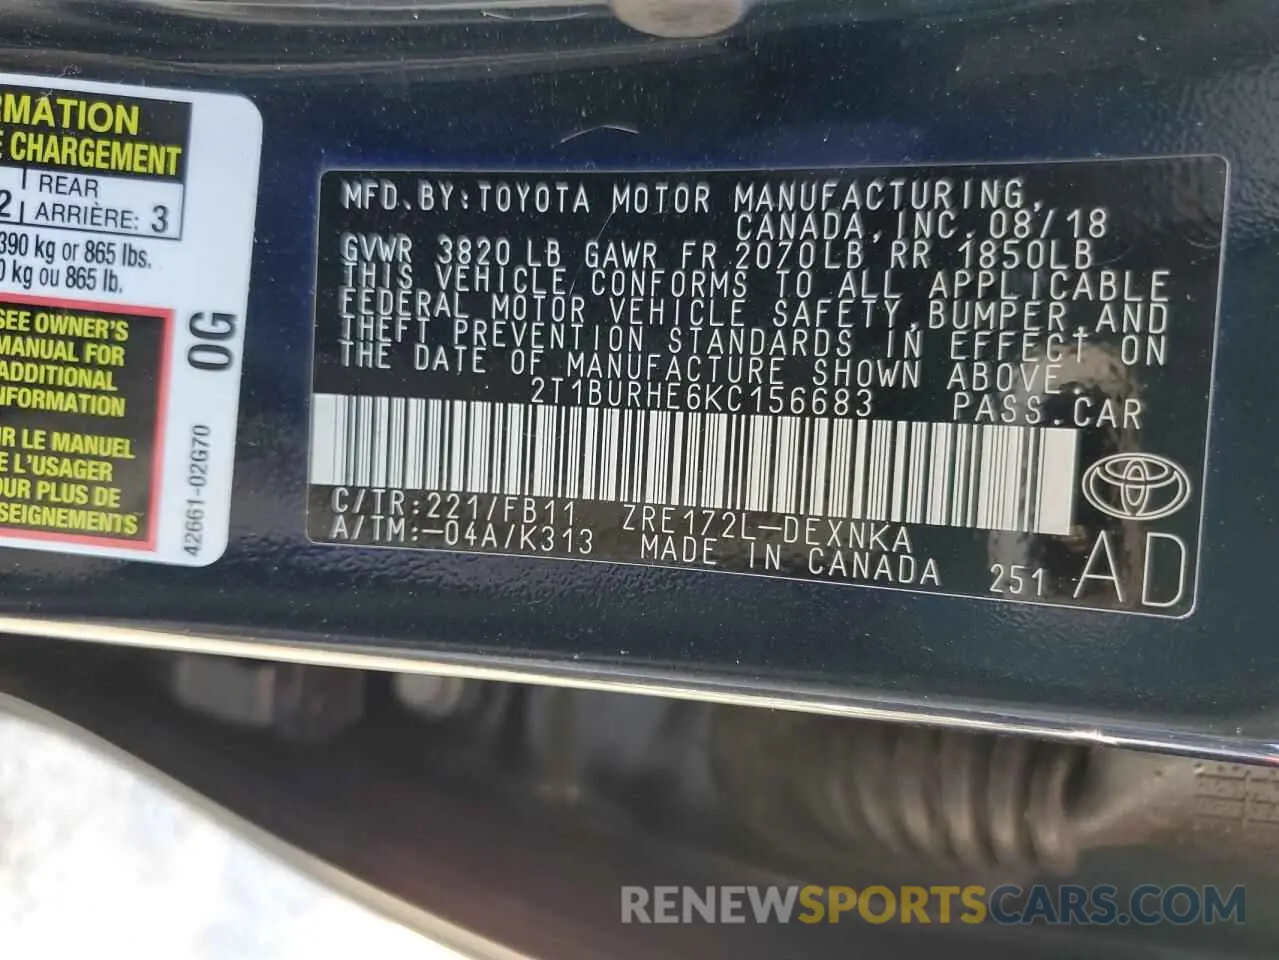 RMATION
E CHARGEMENT
2 REAR
ARRIÈRE: 3
390 kg or 865 lbs.
0 kg ou 865 lb.
SEE OWNER'S
MANUAL FOR
ADDITIONAL
NFORMATION
R LE MANUEL
E L'USAGER
OUR PLUS DE
SEIGNEMENTS
0G
42661-02G70
MFD.BY:TOYOTA MOTOR MANUFACTURING,
CANADA,INC.08/18
GVWR 3820 LB GAWR FR 2070LB RR 1850LB
THIS VEHICLE CONFORMS TO ALL APPLICABLE
FEDERAL MOTOR VEHICLE SAFETY,BUMPER,AND
THEFT PREVENTION STANDARDS IN EFFECT ON
THE DATE OF MANUFACTURE SHOWN ABOVE.
2T1BURHE6KC156683 PASS.CAR
C/TR:221/FB11 ZRE172L-DEXNKA
A/TM:-04A/K313 MADE IN CANADA 251 AD
RENEWSPORTSCARS.COM